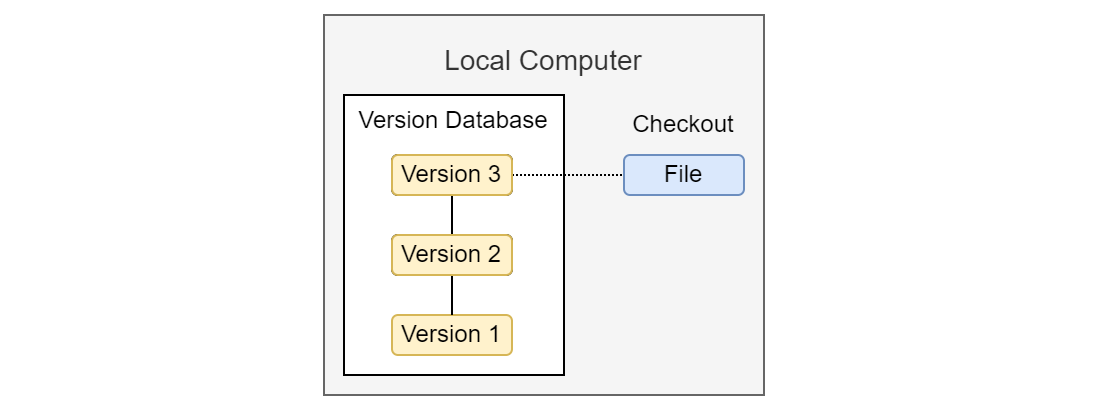 Local Computer
Version Database
Checkout
Version 3
File
Version 2
Version 1